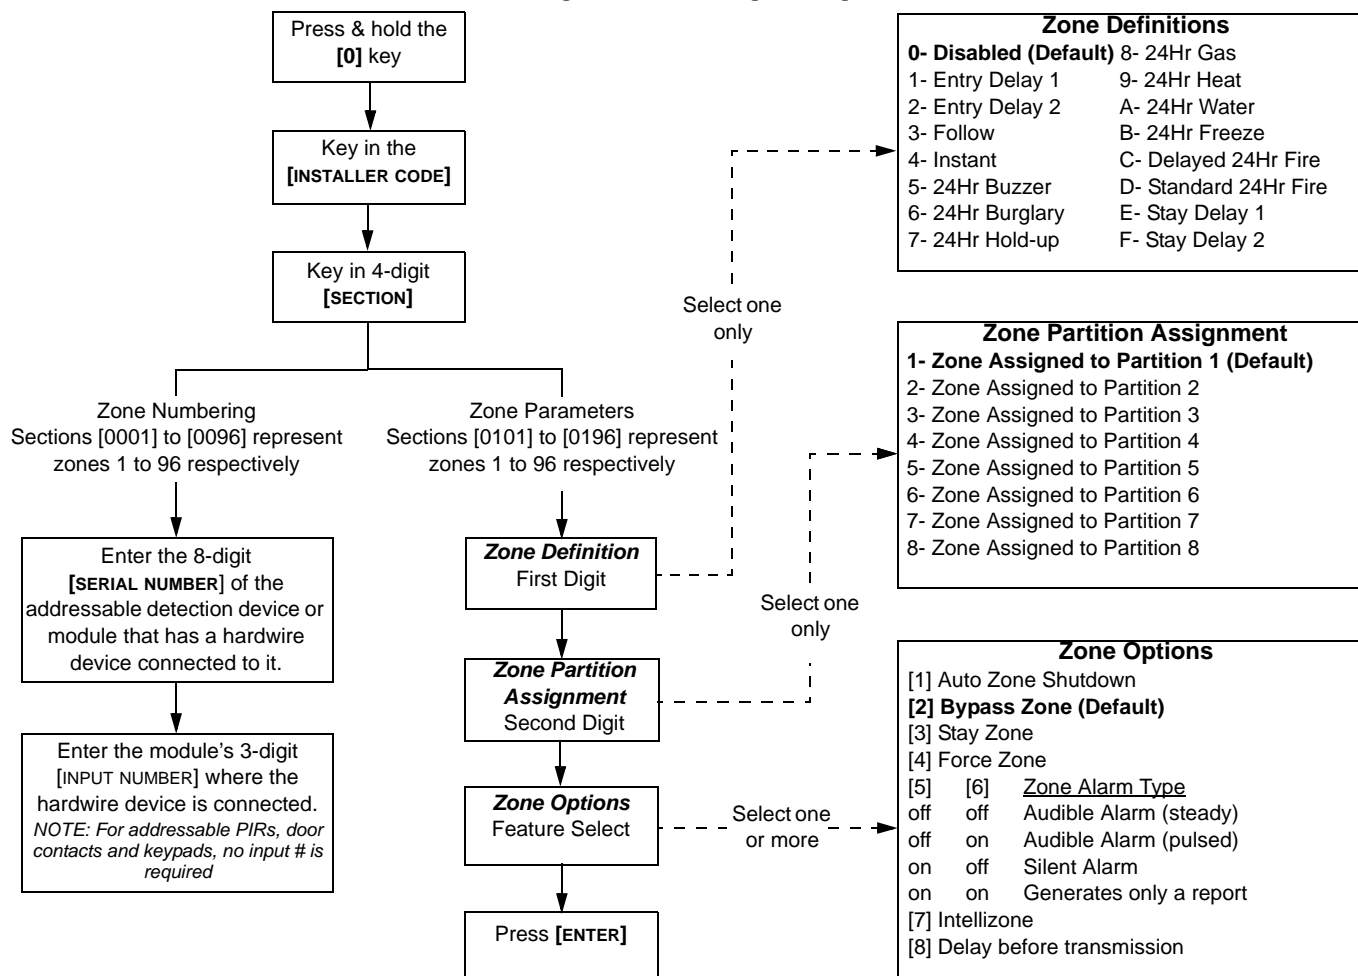 Press & hold the
[0] key
Key in the
[INSTALLER CODE]
Key in 4-digit
[SECTION]
Zone Numbering
Sections [0001] to [0096] represent
zones 1 to 96 respectively
Enter the 8-digit
[SERIAL NUMBER] of the
addressable detection device or
module that has a hardwire
device connected to it.
Enter the module's 3-digit
[INPUT NUMBER] where the
hardwire device is connected.
NOTE: For addressable PIRs, door
contacts and keypads, no input # is
required
Zone Parameters
Sections [0101] to [0196] represent
zones 1 to 96 respectively
Zone Definition
First Digit
Zone Partition
Assignment
Second Digit
Zone Options
Feature Select
Press [ENTER]
Select one
only
Select one
only
Select one
or more
Zone Definitions
0- Disabled (Default) 8- 24Hr Gas
1- Entry Delay 1 9- 24Hr Heat
2- Entry Delay 2 A- 24Hr Water
3- Follow B- 24Hr Freeze
4- Instant C- Delayed 24Hr Fire
5- 24Hr Buzzer D- Standard 24Hr Fire
6- 24Hr Burglary E- Stay Delay 1
7- 24Hr Hold-up F- Stay Delay 2
Zone Partition Assignment
1- Zone Assigned to Partition 1 (Default)
2- Zone Assigned to Partition 2
3- Zone Assigned to Partition 3
4- Zone Assigned to Partition 4
5- Zone Assigned to Partition 5
6- Zone Assigned to Partition 6
7- Zone Assigned to Partition 7
8- Zone Assigned to Partition 8
Zone Options
[1] Auto Zone Shutdown
[2] Bypass Zone (Default)
[3] Stay Zone
[4] Force Zone
[5] [6] Zone Alarm Type
off off Audible Alarm (steady)
off on Audible Alarm (pulsed)
on off Silent Alarm
on on Generates only a report
[7] Intellizone
[8] Delay before transmission